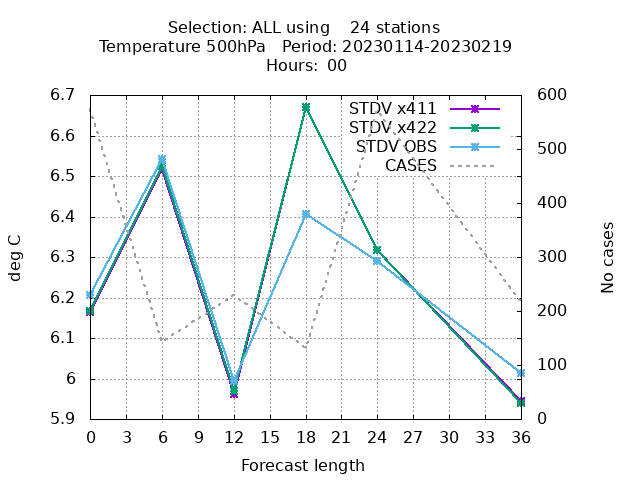 Selection: ALL using    24 stations
Temperature 500hPa   Period: 20230114-20230219
Hours:  00
6.7
6.6
6.5
6.4
6.3
6.2
6.1
6
5.9
deg C
600
500
400
300
200
100
0
No cases
STDV x411
STDV x422
STDV OBS
CASES
0 3 6 9 12 15 18 21 24 27 30 33 36
Forecast length